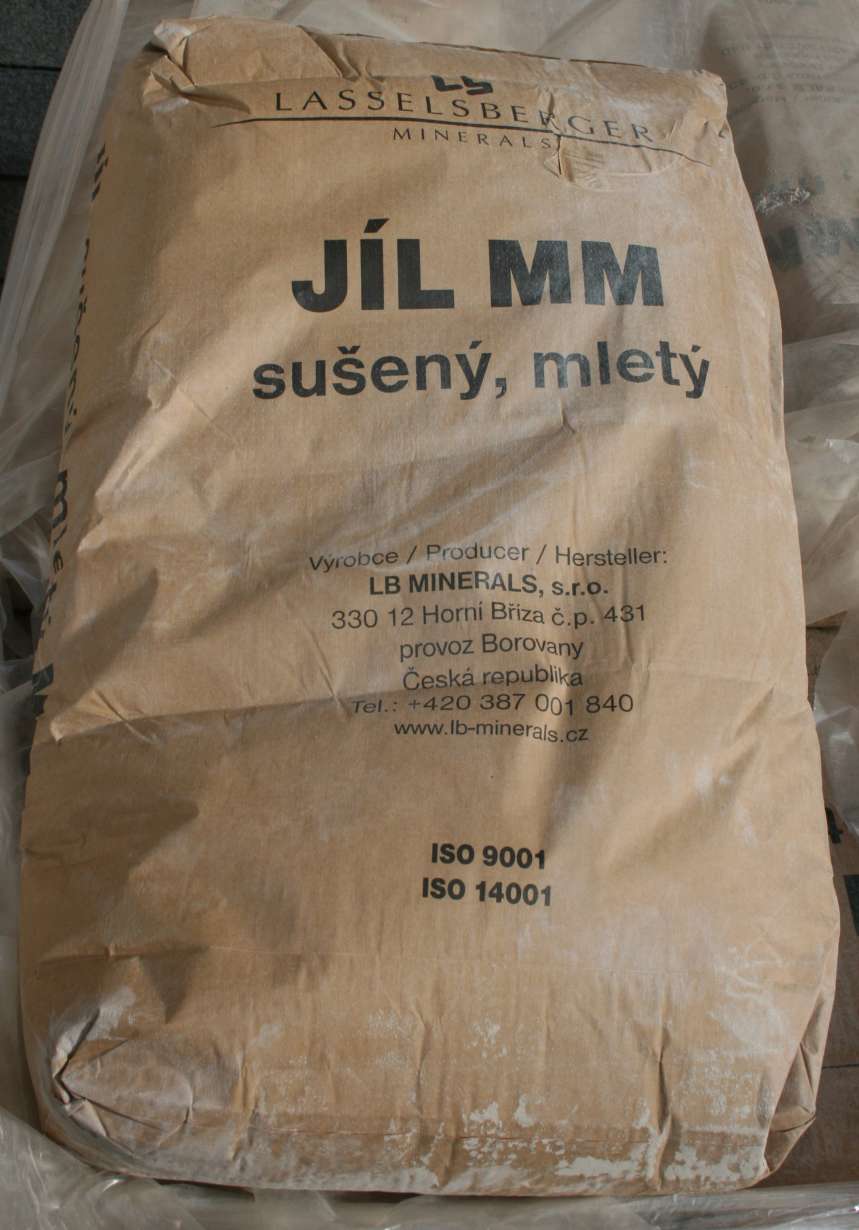 LB
LASSELSBERGER
MINERALS
JÍL MM
sušený, mletý
Výrobce / Producer / Hersteller:
LB MINERALS, s.r.o.
330 12 Horní Bříza č.p. 431
provoz Borovany
Česká republika
Tel.: +420 387 001 840
www.lb-minerals.cz
ISO 9001
ISO 14001